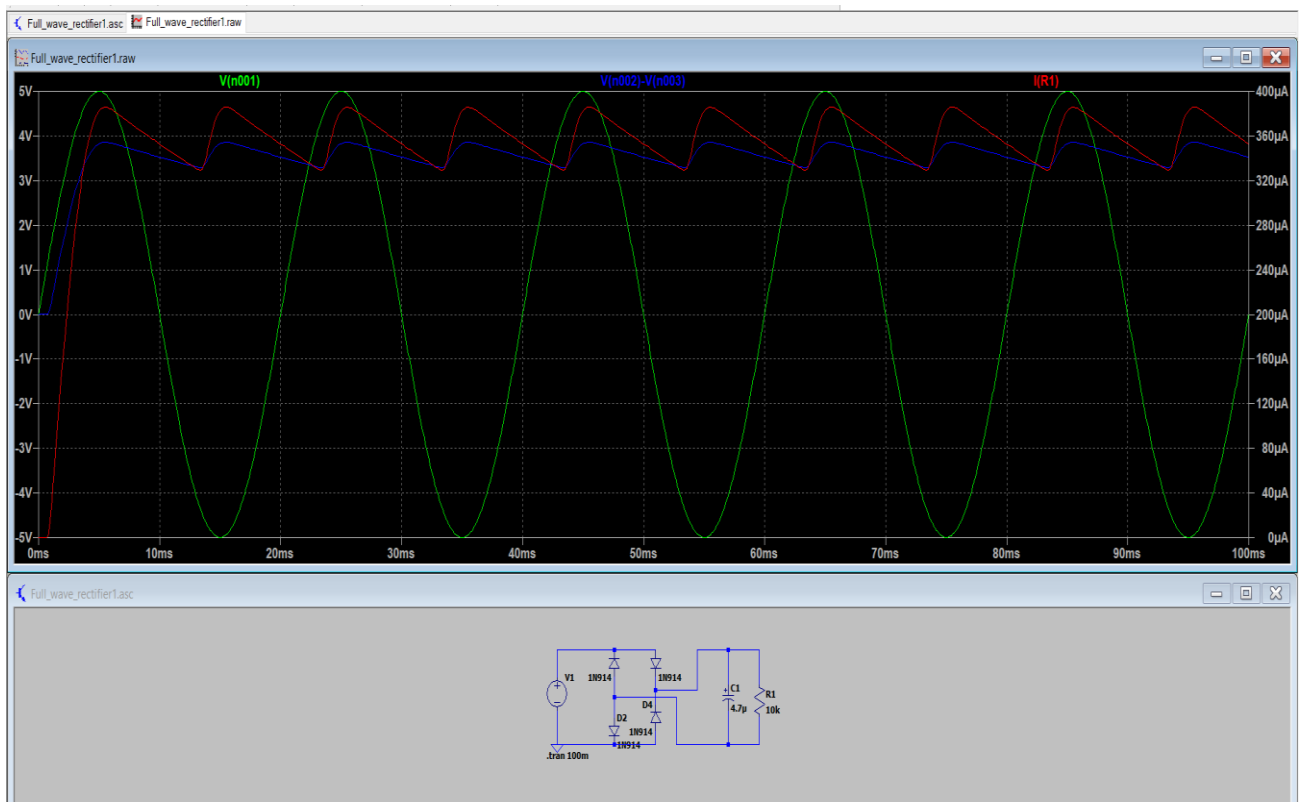 Full_wave_rectifier1.asc Full_wave_rectifier1.raw
Full_wave_rectifier1.raw
V(n001) V(n002)-V(n003) I(R1)
5V 400µA
4V 360µA
3V 320µA
2V 280µA
1V 240µA
0V 200µA
-1V 160µA
-2V 120µA
-3V 80µA
-4V 40µA
-5V 0µA
0ms 10ms 20ms 30ms 40ms 50ms 60ms 70ms 80ms 90ms 100ms
Full_wave_rectifier1.asc
V1 1N914 1N914
C1
R1
4.7µ 10k
D4
D2
1N914
1N914
.tran 100m